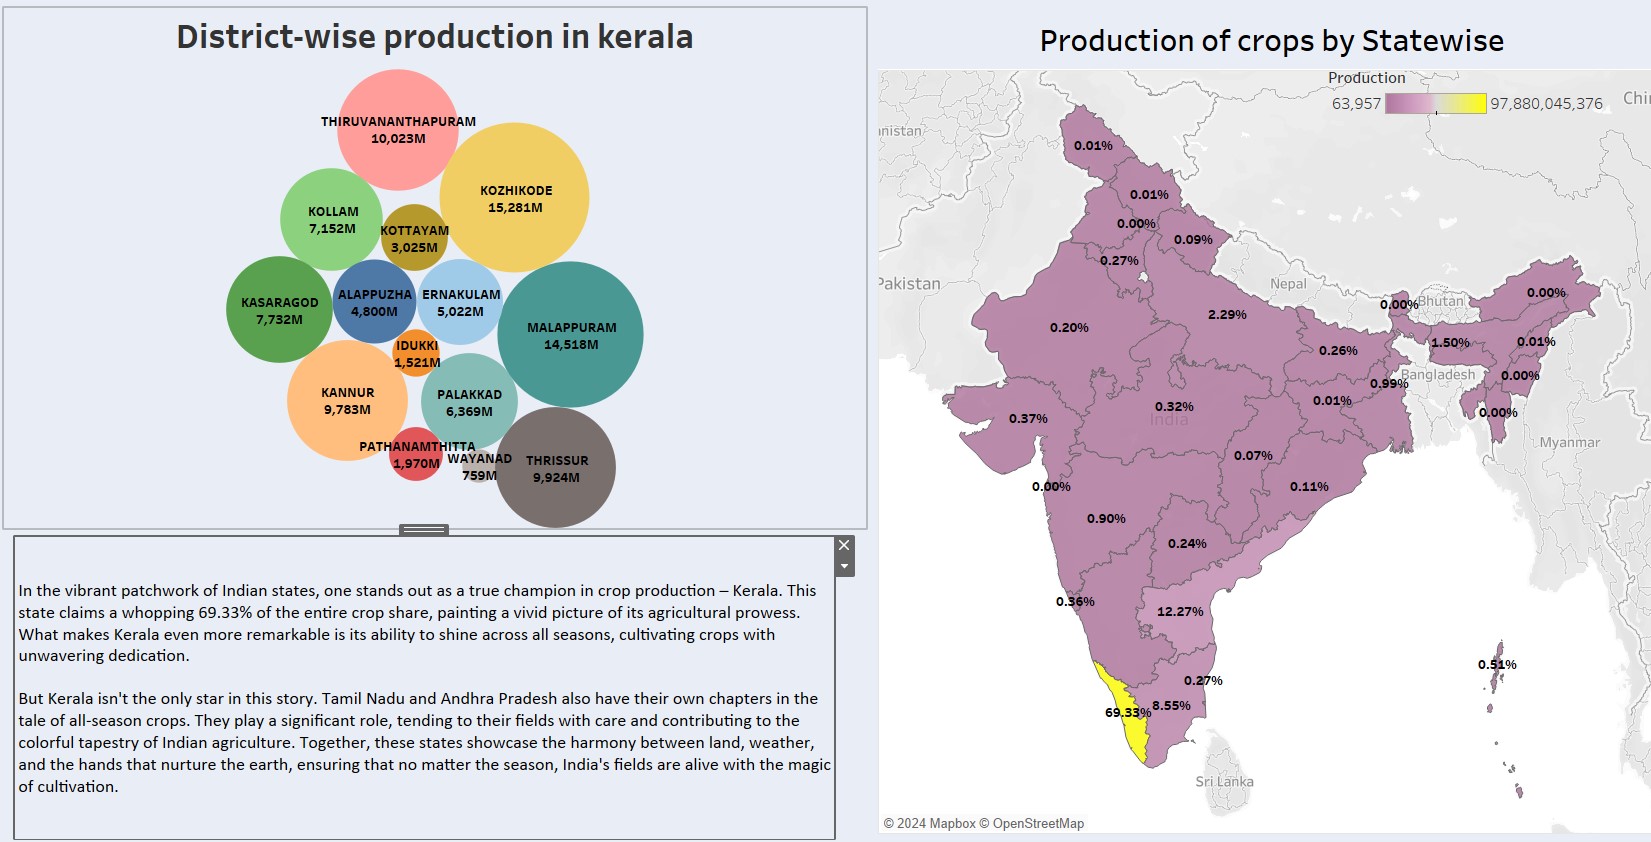 District-wise production in kerala
THIRUVANANTHAPURAM
10,023M
KOZHIKODE
15,281M
KOLLAM
7,152M
KOTTAYAM
3,025M
KASARAGOD
7,732M
ALAPPUZHA
4,800M
ERNAKULAM
5,022M
MALAPPURAM
14,518M
IDUKKI
1,521M
KANNUR
9,783M
PALAKKAD
6,369M
PATHANAMTHITTA
1,970M
WAYANAD
759M
THRISSUR
9,924M
In the vibrant patchwork of Indian states, one stands out as a true champion in crop production – Kerala. This
state claims a whopping 69.33% of the entire crop share, painting a vivid picture of its agricultural prowess.
What makes Kerala even more remarkable is its ability to shine across all seasons, cultivating crops with
unwavering dedication.
But Kerala isn't the only star in this story. Tamil Nadu and Andhra Pradesh also have their own chapters in the
tale of all-season crops. They play a significant role, tending to their fields with care and contributing to the
colorful tapestry of Indian agriculture. Together, these states showcase the harmony between land, weather,
and the hands that nurture the earth, ensuring that no matter the season, India's fields are alive with the magic
of cultivation.
Production of crops by Statewise
Production
63,957
97,880,045,376
Chi
anistan
0.01%
0.01%
0.00%
0.09%
0.27%
Pakistan
Nepal
0.00%
Bhutan
0.00%
0.20%
2.29%
1.50%
0.01%
0.26%
Bangladesh
0.00%
0.99%
0.01%
0.37%
0.32%
India
0.00%
Myanmar
0.07%
0.00%
0.11%
0.90%
0.24%
0.36%
12.27%
0.51%
0.27%
69.33%
8.55%
Sri Lanka
© 2024 Mapbox © OpenStreetMap